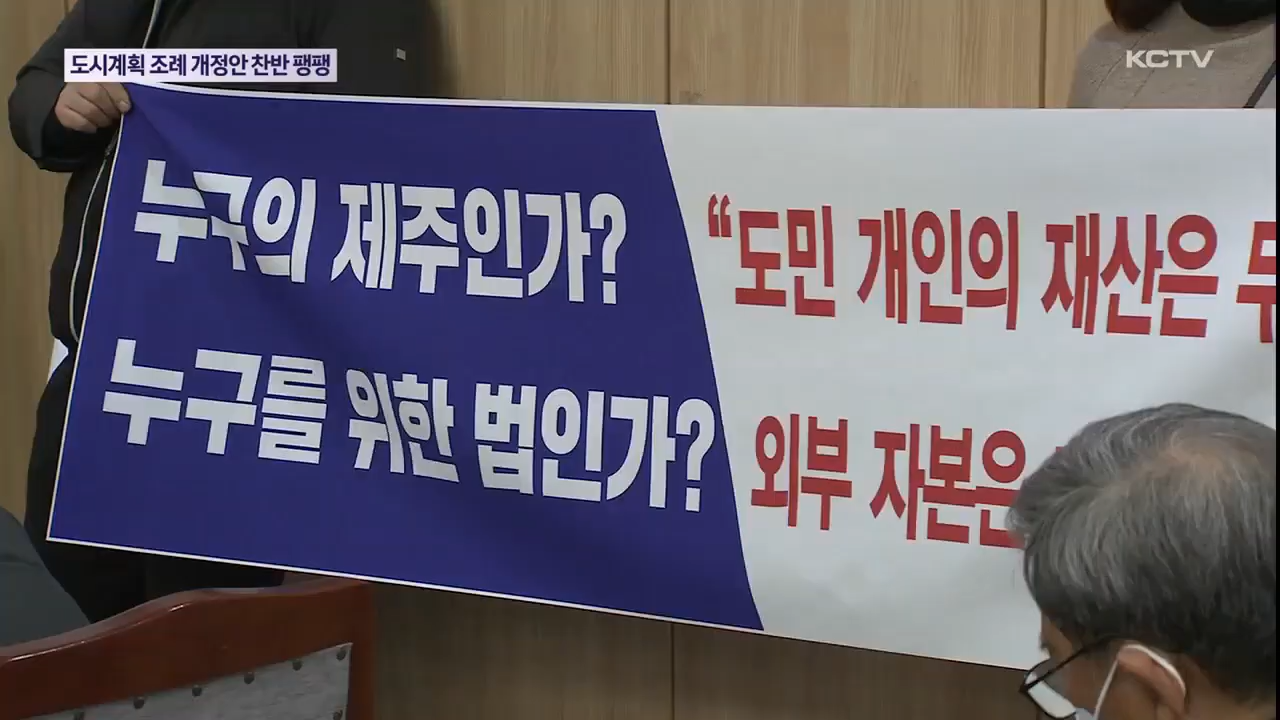 도시계획 조례 개정안 찬반 팽팽
KCTV
누구의 제주인가?
누구를 위한 법인가?
“도민 개인의 재산은
외부 자본은